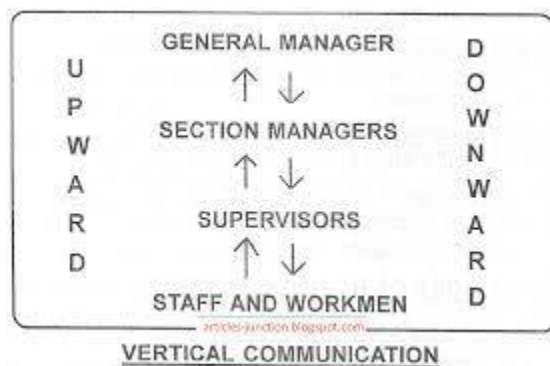 GENERAL MANAGER
UPWARD
DOWNWARD
SECTION MANAGERS
SUPERVISORS
STAFF AND WORKMEN
articles-junction.blogspot.com
VERTICAL COMMUNICATION